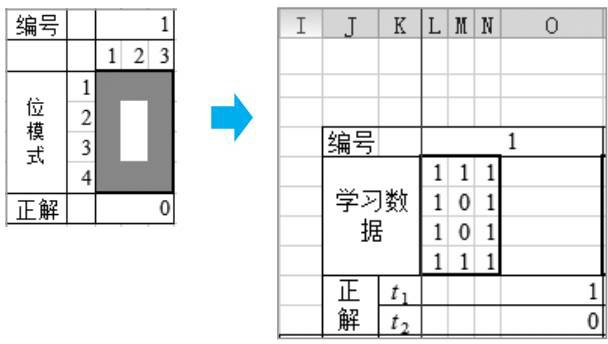 编号 1
1 2 3
位模式
1
2
3
4
正解 0
I J K L M N O
编号 1
学习数据
1 1 1
1 0 1
1 0 1
1 1 1
正解
t₁ 1
t₂ 0